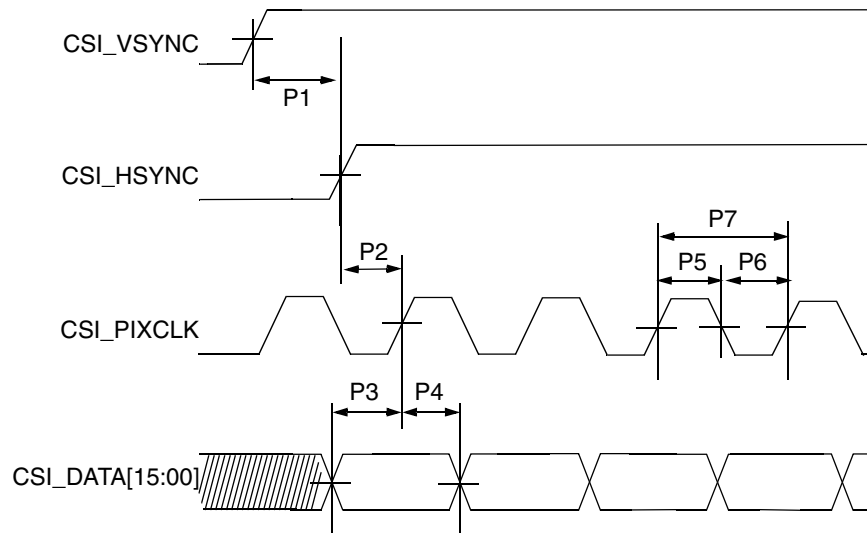 CSI_VSYNC
P1
CSI_HSYNC
P7
P2
P5
P6
CSI_PIXCLK
P3
P4
CSI_DATA[15:00]